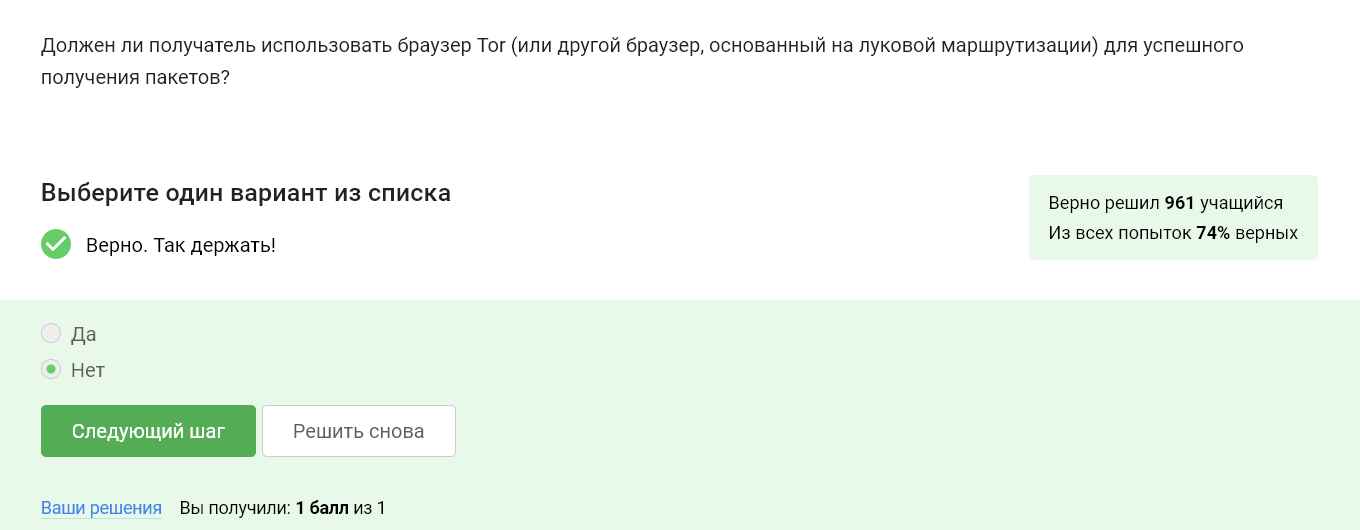 Должен ли получатель использовать браузер Tor (или другой браузер, основанный на луковой маршрутизации) для успешного
получения пакетов?
Выберите один вариант из списка
Верно. Так держать!
Верно решил 961 учащийся
Из всех попыток 74% верных
Да
Нет
Следующий шаг
Решить снова
Ваши решения Вы получили: 1 балл из 1